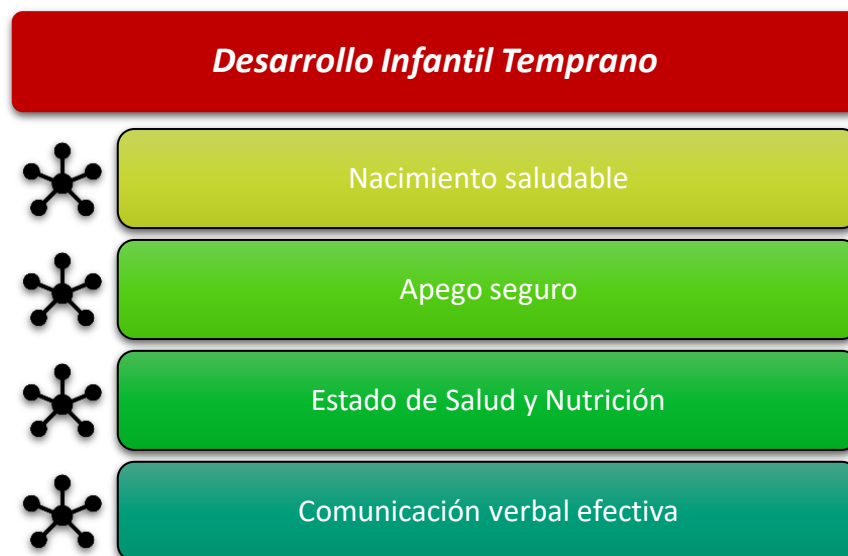 Desarrollo Infantil Temprano
Nacimiento saludable
Apego seguro
Estado de Salud y Nutrición
Comunicación verbal efectiva